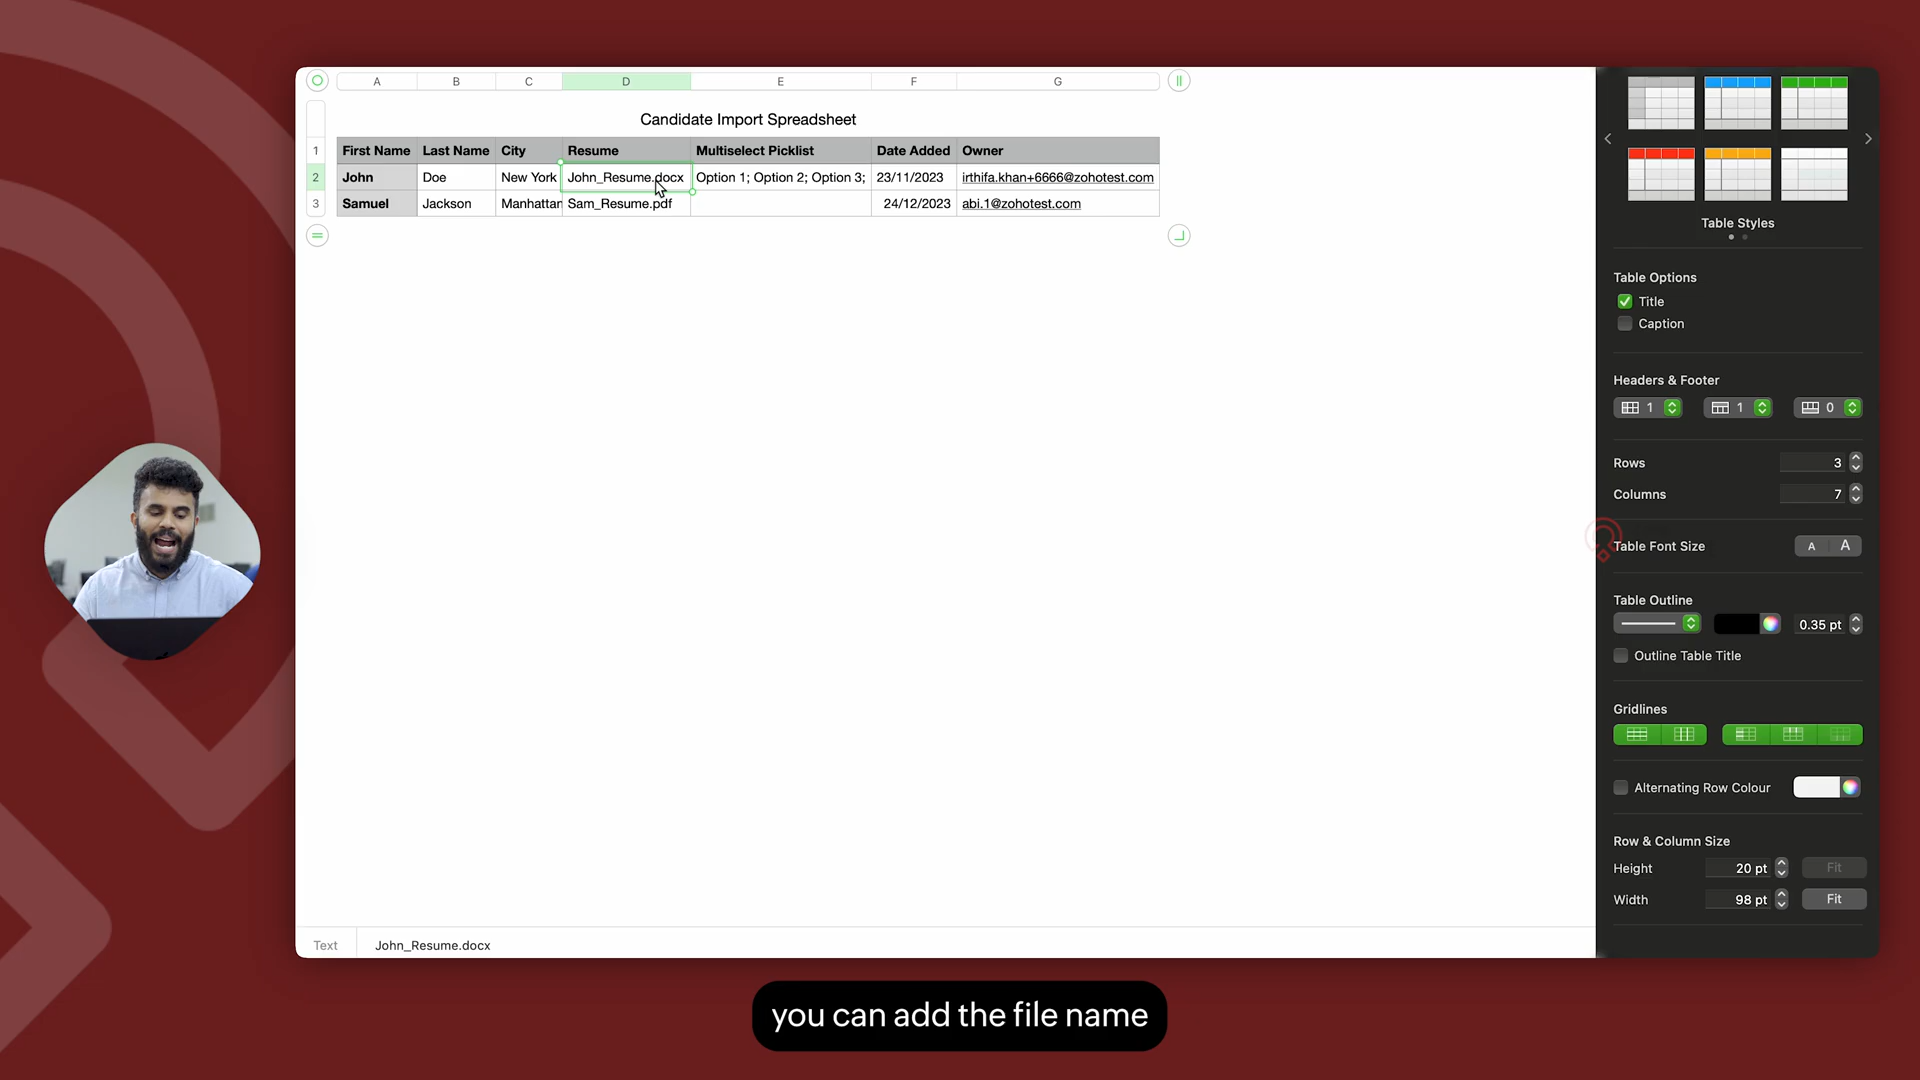 A B C D E F G
Candidate Import Spreadsheet
1 First Name Last Name City Resume Multiselect Picklist Date Added Owner
2 John Doe New York John_Resume.docx Option 1; Option 2; Option 3; 23/11/2023 irthifa.khan+6666@zohotest.com
3 Samuel Jackson Manhattan Sam_Resume.pdf 24/12/2023 abi.1@zohotest.com
Table Styles
Table Options
Title
Caption
Headers & Footer
1 1 0
Rows 3
Columns 7
Table Font Size A A
Table Outline
0.35 pt
Outline Table Title
Gridlines
Alternating Row Colour
Row & Column Size
Height 20 pt Fit
Width 98 pt Fit
Text John_Resume.docx
you can add the file name